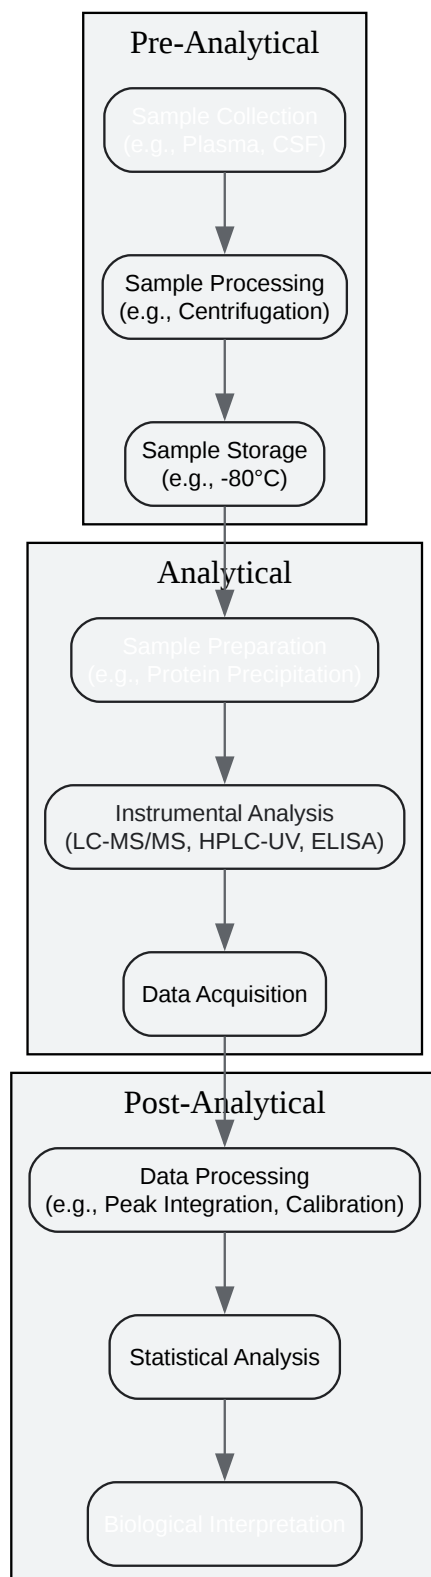 Pre-Analytical
Sample Collection
(e.g., Plasma, CSF)
Sample Processing
(e.g., Centrifugation)
Sample Storage
(e.g., -80°C)
Analytical
Sample Preparation
(e.g., Protein Precipitation)
Instrumental Analysis
(LC-MS/MS, HPLC-UV, ELISA)
Data Acquisition
Post-Analytical
Data Processing
(e.g., Peak Integration, Calibration)
Statistical Analysis
Biological Interpretation